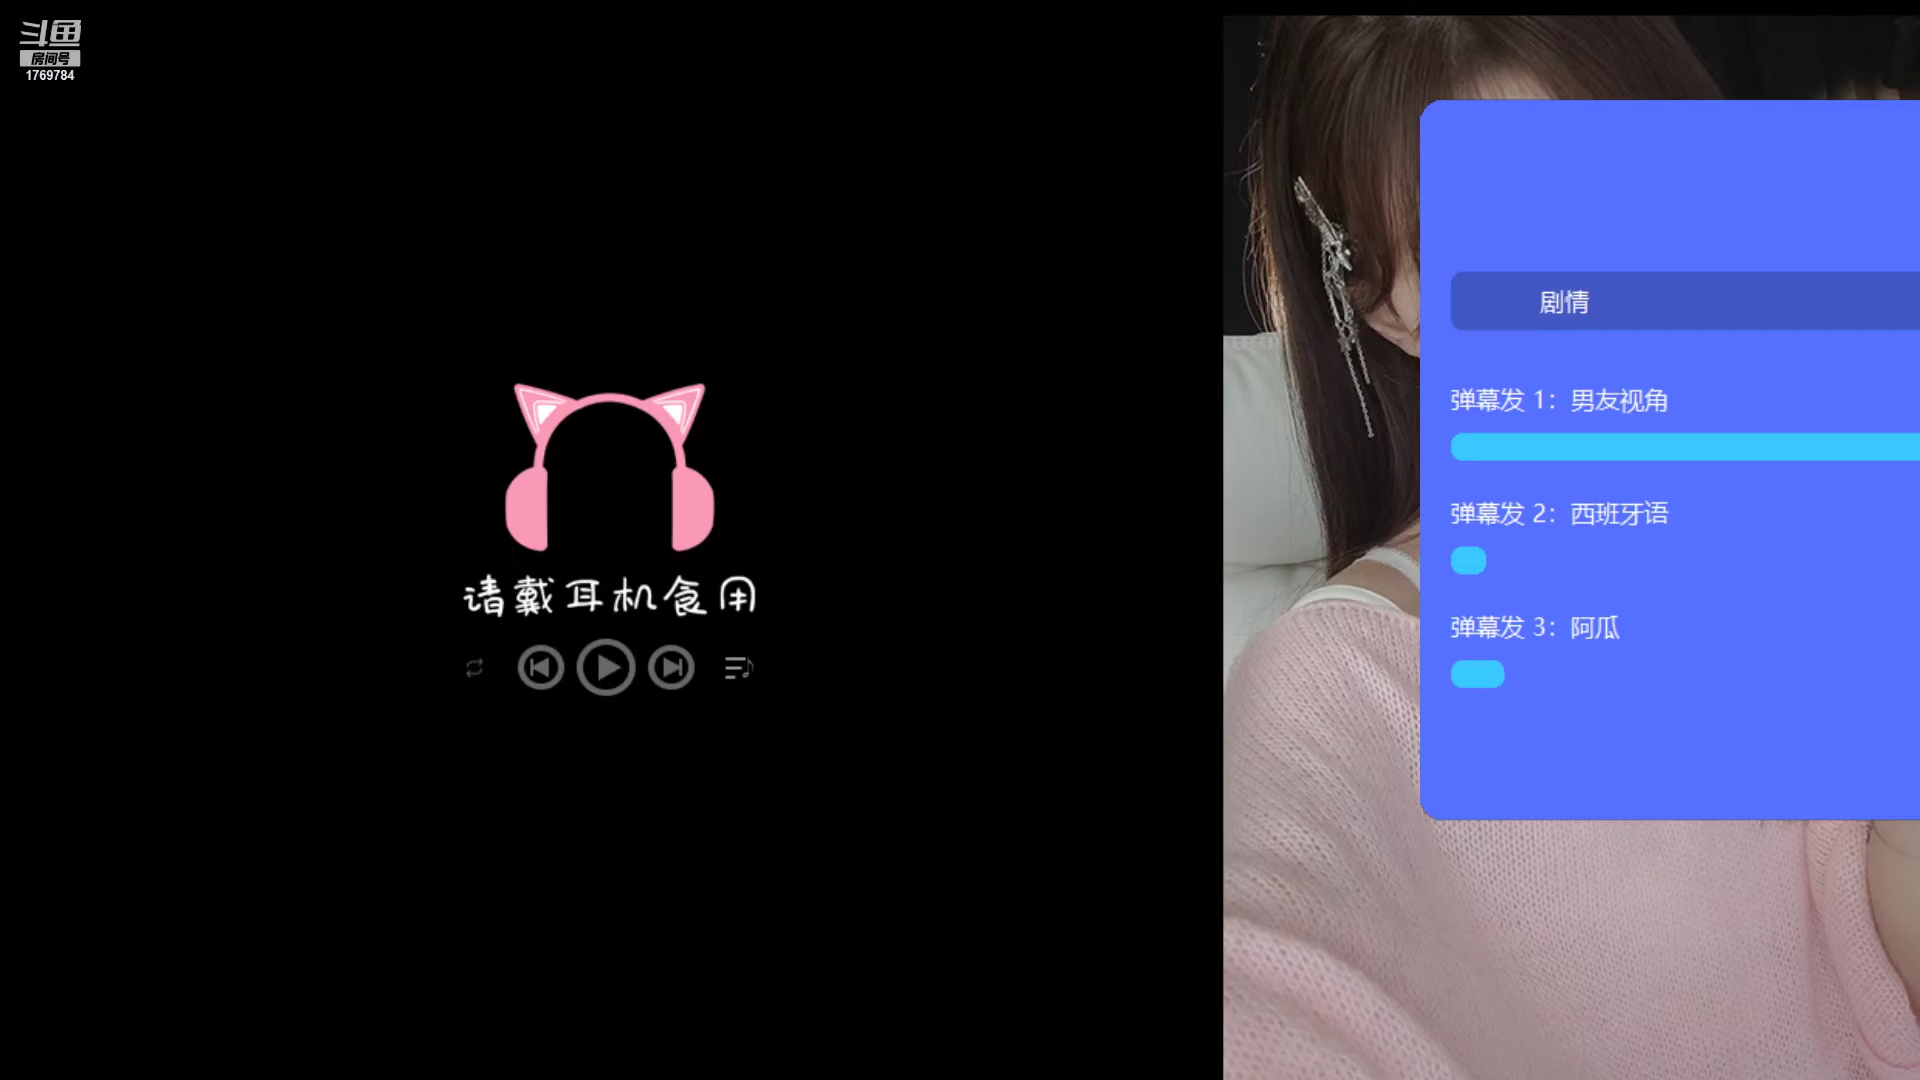 斗鱼
房间号
1769784
请戴耳机食用
剧情
弹幕发 1：男友视角
弹幕发 2：西班牙语
弹幕发 3：阿瓜